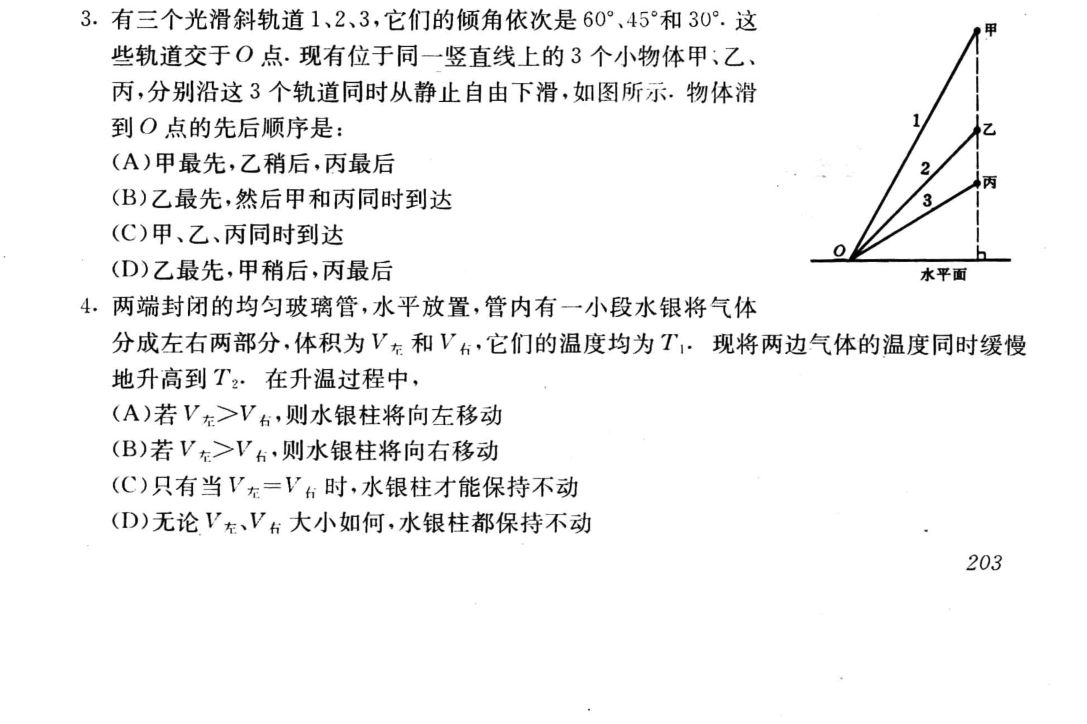 3. 有三个光滑斜轨道1、2、3,它们的倾角依次是60°、45°和30°. 这
些轨道交于O点. 现有位于同一竖直线上的3个小物体甲、乙、
丙,分别沿这3个轨道同时从静止自由下滑,如图所示. 物体滑
到O点的先后顺序是:
(A)甲最先,乙稍后,丙最后
(B)乙最先,然后甲和丙同时到达
(C)甲、乙、丙同时到达
(D)乙最先,甲稍后,丙最后
甲
1
乙
2
丙
3
O
水平面
4. 两端封闭的均匀玻璃管,水平放置,管内有一小段水银将气体
分成左右两部分,体积为V左和V右,它们的温度均为T₁. 现将两边气体的温度同时缓慢
地升高到T₂. 在升温过程中,
(A)若V左>V右,则水银柱将向左移动
(B)若V左>V右,则水银柱将向右移动
(C)只有当V左=V右时,水银柱才能保持不动
(D)无论V左、V右大小如何,水银柱都保持不动
203